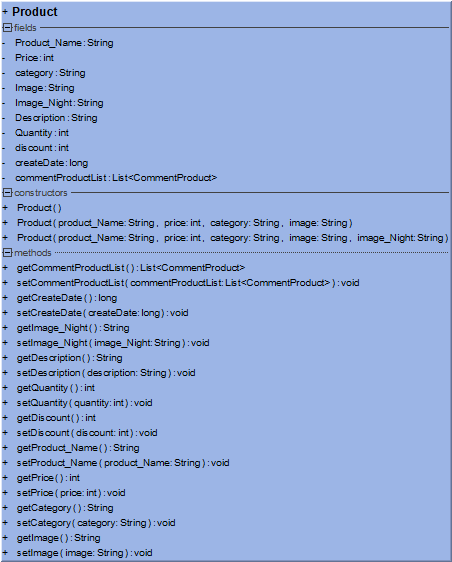 + Product
fields
- Product_Name: String
- Price: int
- category: String
- Image: String
- Image_Night: String
- Description: String
- Quantity: int
- discount: int
- createDate: long
- commentProductList: List<CommentProduct>
constructors
+ Product()
+ Product(product_Name: String, price: int, category: String, image: String)
+ Product(product_Name: String, price: int, category: String, image: String, image_Night: String)
methods
+ getCommentProductList(): List<CommentProduct>
+ setCommentProductList(commentProductList: List<CommentProduct>): void
+ getCreateDate(): long
+ setCreateDate(createDate: long): void
+ getImage_Night(): String
+ setImage_Night(image_Night: String): void
+ getDescription(): String
+ setDescription(description: String): void
+ getQuantity(): int
+ setQuantity(quantity: int): void
+ getDiscount(): int
+ setDiscount(discount: int): void
+ getProduct_Name(): String
+ setProduct_Name(product_Name: String): void
+ getPrice(): int
+ setPrice(price: int): void
+ getCategory(): String
+ setCategory(category: String): void
+ getImage(): String
+ setImage(image: String): void